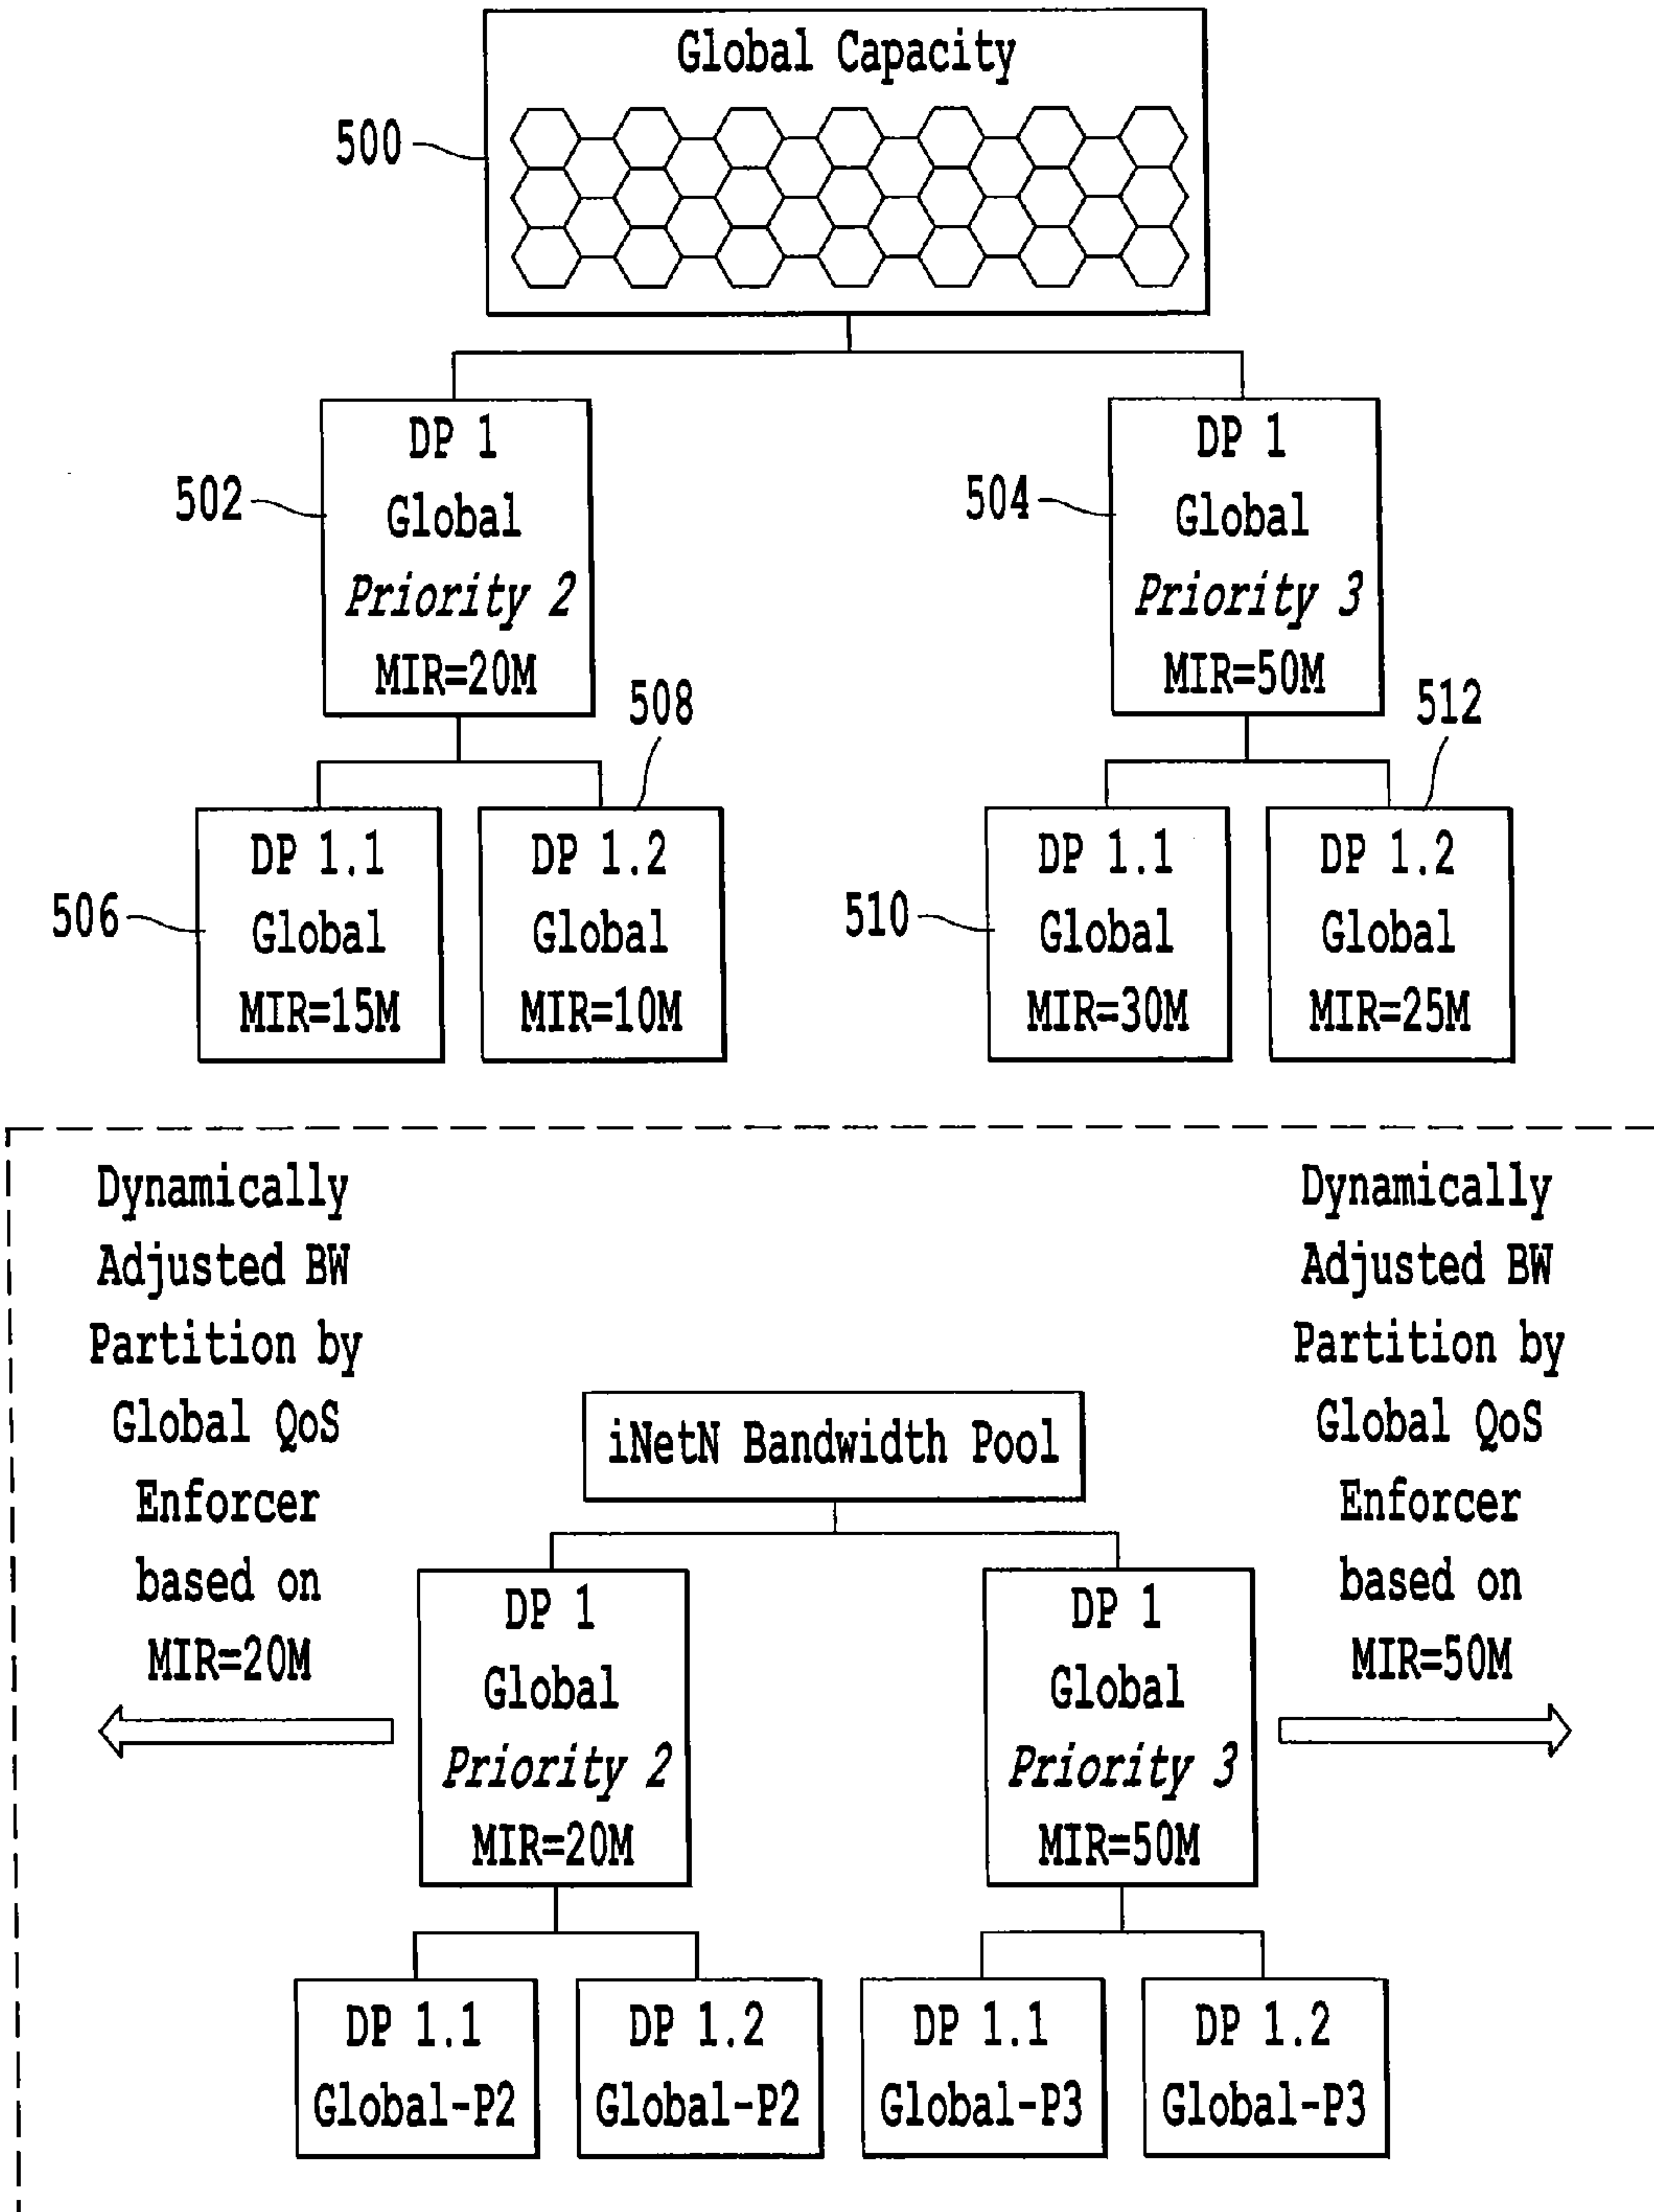 Global Capacity
500
DP 1
Global
Priority 2
MIR=20M
502
DP 1
Global
Priority 3
MIR=50M
504
508
512
DP 1.1
Global
MIR=15M
506
DP 1.2
Global
MIR=10M
DP 1.1
Global
MIR=30M
510
DP 1.2
Global
MIR=25M
Dynamically
Adjusted BW
Partition by
Global QoS
Enforcer
based on
MIR=20M
Dynamically
Adjusted BW
Partition by
Global QoS
Enforcer
based on
MIR=50M
iNetN Bandwidth Pool
DP 1
Global
Priority 2
MIR=20M
DP 1
Global
Priority 3
MIR=50M
DP 1.1
Global-P2
DP 1.2
Global-P2
DP 1.1
Global-P3
DP 1.2
Global-P3